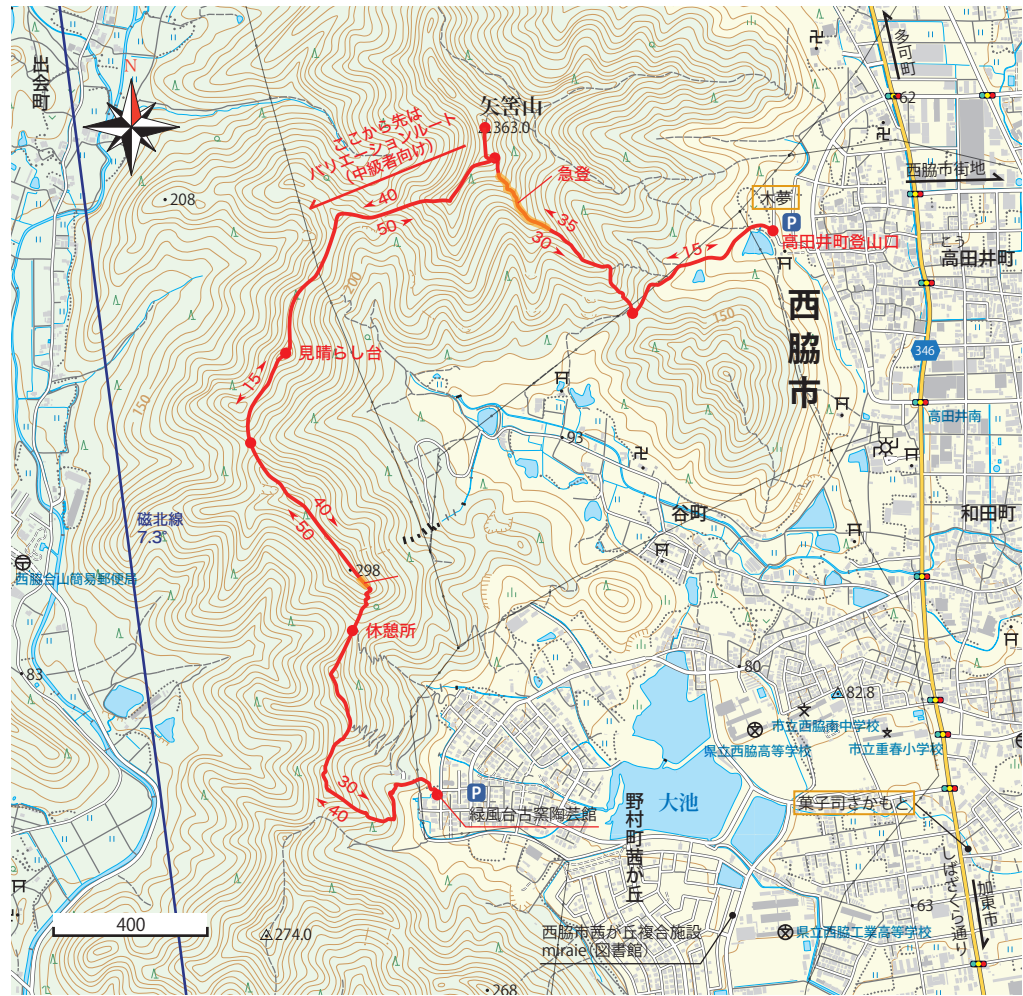 出会町
N
矢筈山
363.0
ここから先は
バリエーションルート
(中級者向け)
急登
多可町
62
西脇市街地
木夢
P
高田井町登山口
こう
高田井町
208
40
50
35
30
15
200
150
西脇市
346
見晴らし台
15
150
93
高田井南
磁北線
7.3°
40
50
谷町
和田町
西脇合山簡易郵便局
298
休憩所
83
80
82.8
市立西脇南中学校
県立西脇高等学校
市立重春小学校
30
40
P
緑風台古窯陶芸館
大池
野村町茜が丘
菓子司さかもと
しばざくら通り
加東市
63
400
274.0
西脇市茜が丘複合施設
miraie(図書館)
県立西脇工業高等学校
268